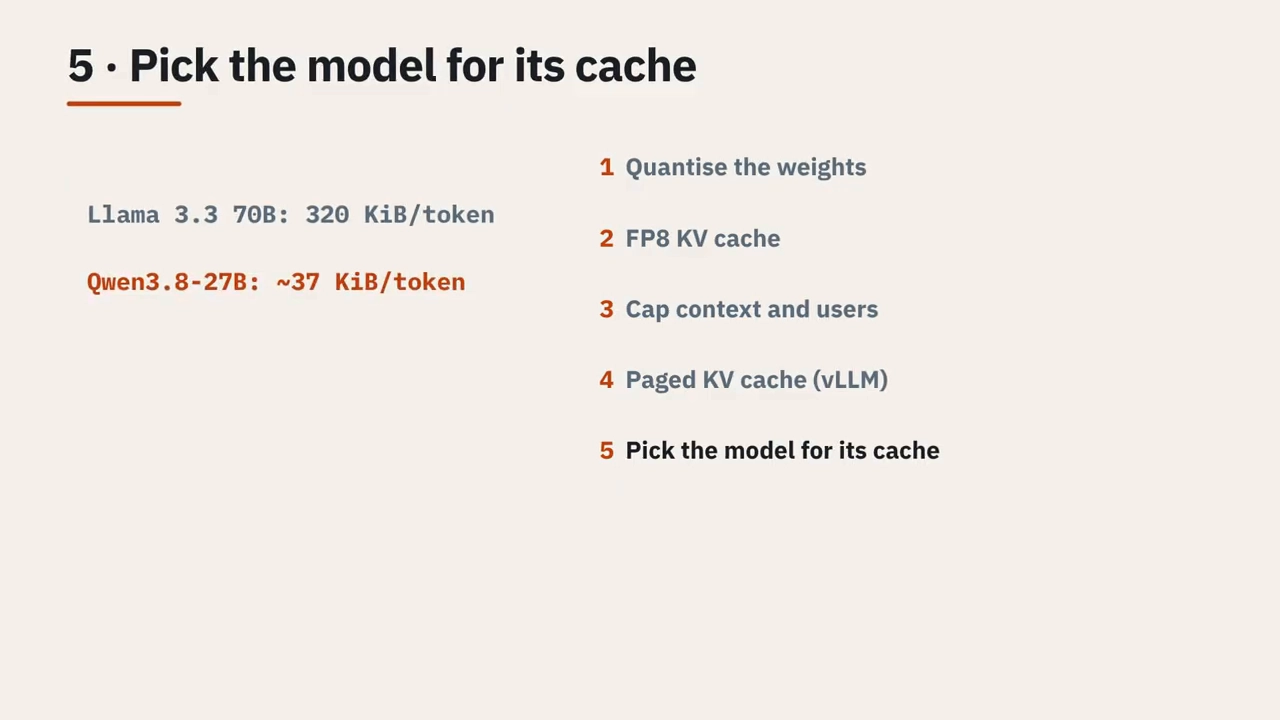 5 · Pick the model for its cache
Llama 3.3 70B: 320 KiB/token
Qwen3.8-27B: ~37 KiB/token
1 Quantise the weights
2 FP8 KV cache
3 Cap context and users
4 Paged KV cache (vLLM)
5 Pick the model for its cache